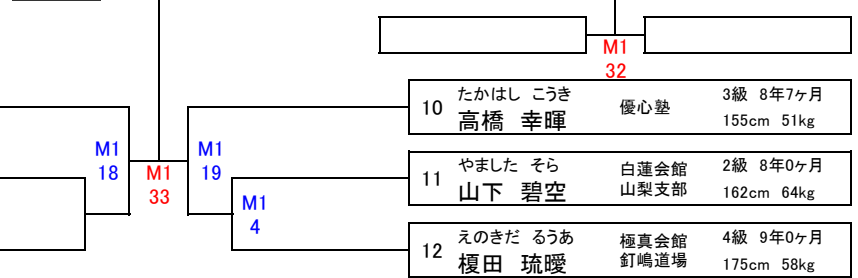 M1
32
10
たかはし こうき
高橋 幸暉
優心塾
3級 8年7ヶ月
155cm 51kg
M1
18
M1
33
M1
19
11
やました そら
山下 碧空
白蓮会館
山梨支部
2級 8年0ヶ月
162cm 64kg
M1
4
12
えのきだ るうあ
榎田 琉曖
極真会館
釘嶋道場
4級 9年0ヶ月
175cm 58kg